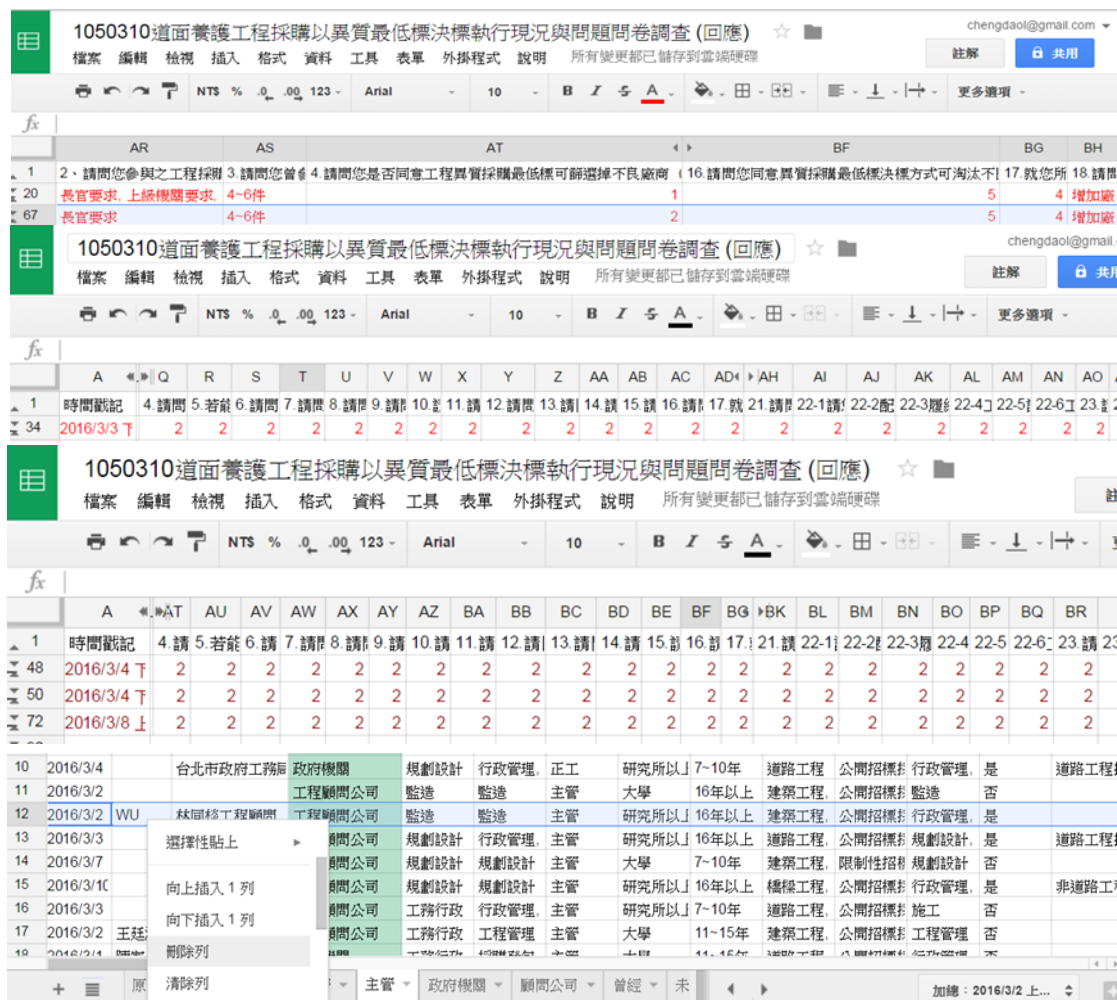 1050310道面養護工程採購以異質最低標決標執行現況與問題問卷調查 (回應)
chengdaol@gmail.com
檔案 編輯 檢視 插入 格式 資料 工具 表單 外掛程式 說明 所有變更都已儲存到雲端硬碟
註解 共用
NT$ % .0 .00 123 Arial 10 B I S A 更多選項
fx
AR AS AT BF BG BH
1 2、請問您參與之工程採購 3.請問您曾 4.請問您是否同意工程異質採購最低標可篩選掉不良廠商 ( 16.請問您同意異質採購最低標決標方式可淘汰不 17.就您所 18.請問
20 長官要求, 上級機關要求, 4~6件 1 5 4 增加廠
67 長官要求 4~6件 2 5 4 增加廠
1050310道面養護工程採購以異質最低標決標執行現況與問題問卷調查 (回應)
chengdaol@gmail.
檔案 編輯 檢視 插入 格式 資料 工具 表單 外掛程式 說明 所有變更都已儲存到雲端硬碟
註解 共用
NT$ % .0 .00 123 Arial 10 B I S A 更多選項
fx
A Q R S T U V W X Y Z AA AB AC AD AH AI AJ AK AL AM AN AO
1 時間戳記 4.請問 5.若能 6.請問 7.請問 8.請問 9.請問 10. 11.請 12.請問 13.請 14.請 15.請 16.請 17.就 21.請問 22-1請 22-2配 22-3履 22-4 22-5 22-6工 23.
34 2016/3/3 下 2 2 2 2 2 2 2 2 2 2 2 2 2 2 2 2 2 2 2 2 2 2
1050310道面養護工程採購以異質最低標決標執行現況與問題問卷調查 (回應)
檔案 編輯 檢視 插入 格式 資料 工具 表單 外掛程式 說明 所有變更都已儲存到雲端硬碟
NT$ % .0 .00 123 Arial 10 B I S A
fx
A AT AU AV AW AX AY AZ BA BB BC BD BE BF BG BK BL BM BN BO BP BQ BR
1 時間戳記 4.請 5.若能 6.請 7.請問 8.請 9.請 10.請 11.請 12.請 13.請 14.請 15. 16. 17. 21.請 22-1 22-2 22-3履 22-4 22-5 22-6 23.請 23
48 2016/3/4 下 2 2 2 2 2 2 2 2 2 2 2 2 2 2 2 2 2 2 2 2 2 2
50 2016/3/4 下 2 2 2 2 2 2 2 2 2 2 2 2 2 2 2 2 2 2 2 2 2 2
72 2016/3/8 上 2 2 2 2 2 2 2 2 2 2 2 2 2 2 2 2 2 2 2 2 2 2
10 2016/3/4 台北市政府工務局 政府機關 規劃設計 行政管理, 正工 研究所以上 7~10年 道路工程 公開招標 行政管理, 是 道路工程
11 2016/3/2 工程顧問公司 監造 監造 主管 大學 16年以上 建築工程, 公開招標 監造 否
12 2016/3/2 WU 林同棪工程顧問 工程顧問公司 監造 監造 主管 研究所以上 16年以上 建築工程, 公開招標 行政管理, 是
13 2016/3/3 顧問公司 規劃設計 行政管理, 主管 研究所以上 16年以上 道路工程, 公開招標 行政管理, 是 道路工程
14 2016/3/7 顧問公司 規劃設計 規劃設計 主管 大學 7~10年 建築工程, 限制性招標 規劃設計 否
15 2016/3/10 顧問公司 規劃設計 規劃設計 主管 研究所以上 16年以上 橋樑工程, 公開招標 行政管理, 是 非道路工
16 2016/3/3 顧問公司 工務行政 行政管理, 主管 研究所以上 7~10年 道路工程, 公開招標 施工 否
17 2016/3/2 王廷 顧問公司 工務行政 工程管理 主管 大學 11~15年 建築工程, 公開招標 工程管理 否
18 2016/3/1
選擇性貼上
向上插入 1 列
向下插入 1 列
刪除列
清除列
+ 原 主管 政府機關 顧問公司 曾經 未 加總：2016/3/2 上...